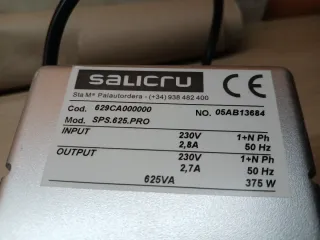 salicru
Sta Mª Palautordera - (+34) 938 482 400
CE
Cod. 629CA000000 NO. 05AB13684
Mod. SPS.625.PRO
INPUT 230V 1+N Ph
2,8A 50 Hz
OUTPUT 230V 1+N Ph
2,7A 50 Hz
625VA 375 W